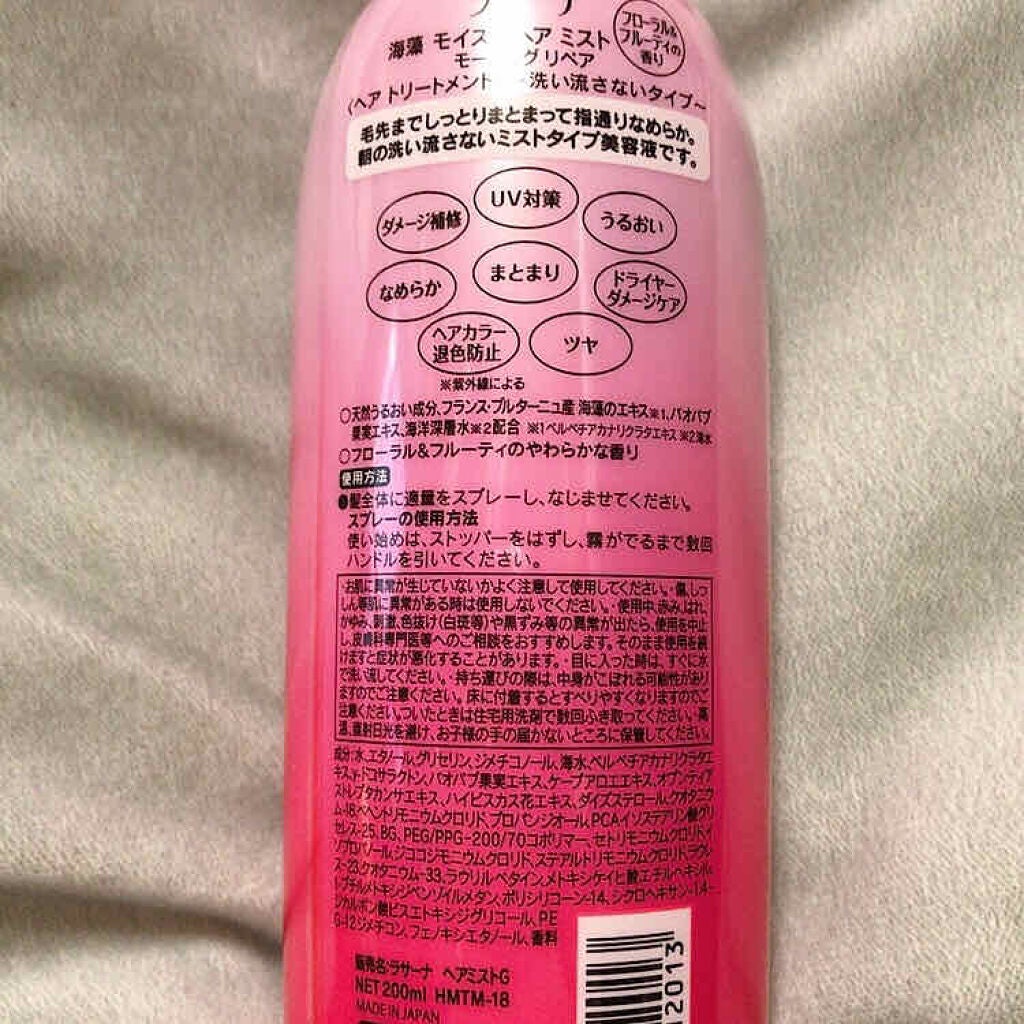 フローラル&
フルーティの
香り
海藻 モイス ヘア ミスト
モー グリペア
〈ヘア トリートメント 洗い流さないタイプ〜
毛先までしっとりまとまって指通りなめらか。
朝の洗い流さないミストタイプ美容液です。
UV対策
ダメージ補修
うるおい
まとまり
なめらか
ドライヤー
ダメージケア
ヘアカラー
退色防止
ツヤ
※紫外線による
○天然うるおい成分、フランス・ブルターニュ産 海藻のエキス※1、バオバブ
果実エキス、海洋深層水※2配合 ※1ベルベチアカナリクラタエキス ※2海水
○フローラル&フルーティのやわらかな香り
使用方法
●髪全体に適量をスプレーし、なじませてください。
スプレーの使用方法
使い始めは、ストッパーをはずし、霧がでるまで数回
ハンドルを引いてください。
・お肌に異常が生じていないかよく注意して使用してください。・傷、しっ
しん等肌に異常がある時は使用しないでください。・使用中、赤み、はれ、
かゆみ、刺激、色抜け(白斑等)や黒ずみ等の異常が出たら、使用を中止
し、皮膚科専門医等へのご相談をおすすめします。そのまま使用を続
けますと症状が悪化することがあります。・目に入った時は、すぐに水
で洗い流してください。・持ち運びの際は、中身がこぼれる可能性があり
ますのでご注意ください。床に付着するとすべりやすくなりますのでご
注意ください。ついたときは住宅用洗剤で数回ふき取ってください。・高
温、直射日光を避け、お子様の手の届かないところに保管してください。
成分:水、エタノール、グリセリン、ジメチコノール、海水、ベルベチアカナリクラタエ
キス、γ-ドコサラクトン、バオバブ果実エキス、ケープアロエエキス、オプンティア
ストレプタカンサエキス、ハイビスカス花エキス、ダイズステロール、クオタニウ
ム-18、ベヘントリモニウムクロリド、プロパンジオール、PCAイソステアリン酸グリ
セレス-25、BG、PEG/PPG-200/70コポリマー、セトリモニウムクロリド、イ
ソプロパノール、ジココジモニウムクロリド、ステアルトリモニウムクロリド、ラウレ
ス-23、クオタニウム-33、ラウリルベタイン、メトキシケイヒ酸エチルヘキシル、
t-ブチルメトキシジベンゾイルメタン、ポリシリコーン-14、シクロヘキサン-1,4-
ジカルボン酸ビスエトキシジグリコール、PE
G-12ジメチコン、フェノキシエタノール、香料
販売名:ラサーナ ヘアミストG
NET 200ml HMTM-18
MADE IN JAPAN
12013